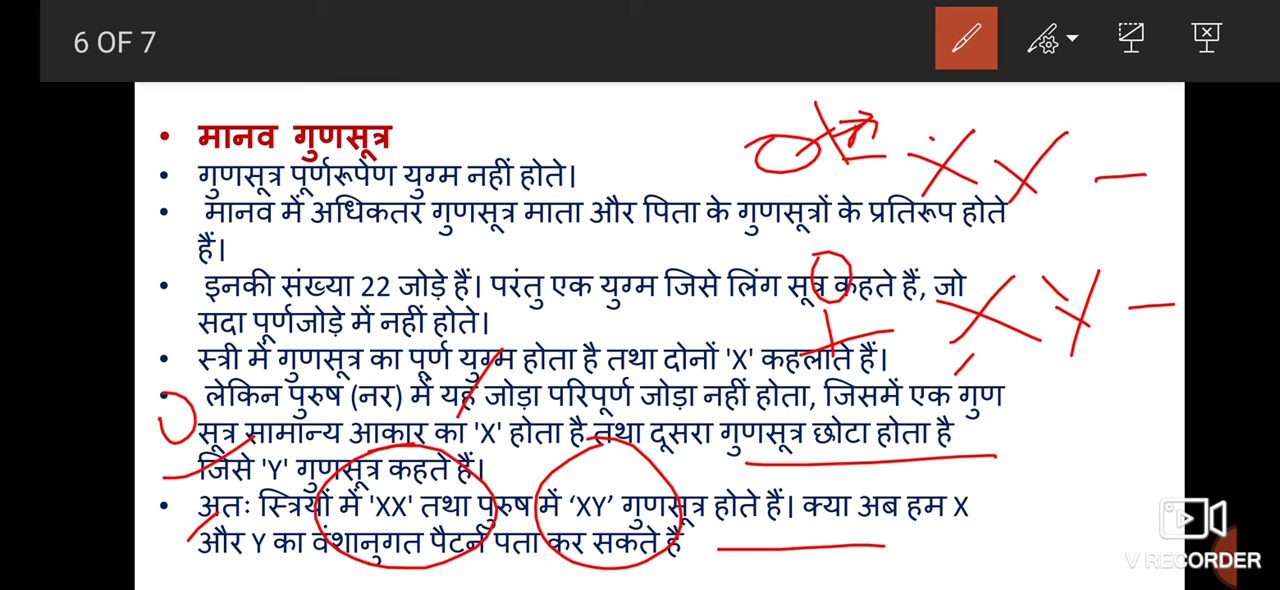 6 OF 7
• मानव गुणसूत्र
• गुणसूत्र पूर्णरूपेण युग्म नहीं होते।
• मानव में अधिकतर गुणसूत्र माता और पिता के गुणसूत्रों के प्रतिरूप होते
हैं।
• इनकी संख्या 22 जोड़े हैं। परंतु एक युग्म जिसे लिंग सूत्र कहते हैं, जो
सदा पूर्णजोड़े में नहीं होते।
• स्त्री में गुणसूत्र का पूर्ण युग्म होता है तथा दोनों 'X' कहलाते हैं।
• लेकिन पुरुष (नर) में यह जोड़ा परिपूर्ण जोड़ा नहीं होता, जिसमें एक गुण
सूत्र सामान्य आकार का 'X' होता है तथा दूसरा गुणसूत्र छोटा होता है
जिसे 'Y' गुणसूत्र कहते हैं।
• अतः स्त्रियों में 'XX' तथा पुरुष में ‘XY’ गुणसूत्र होते हैं। क्या अब हम X
और Y का वंशानुगत पैटर्न पता कर सकते है
X X –
X Y –
V RECORDER